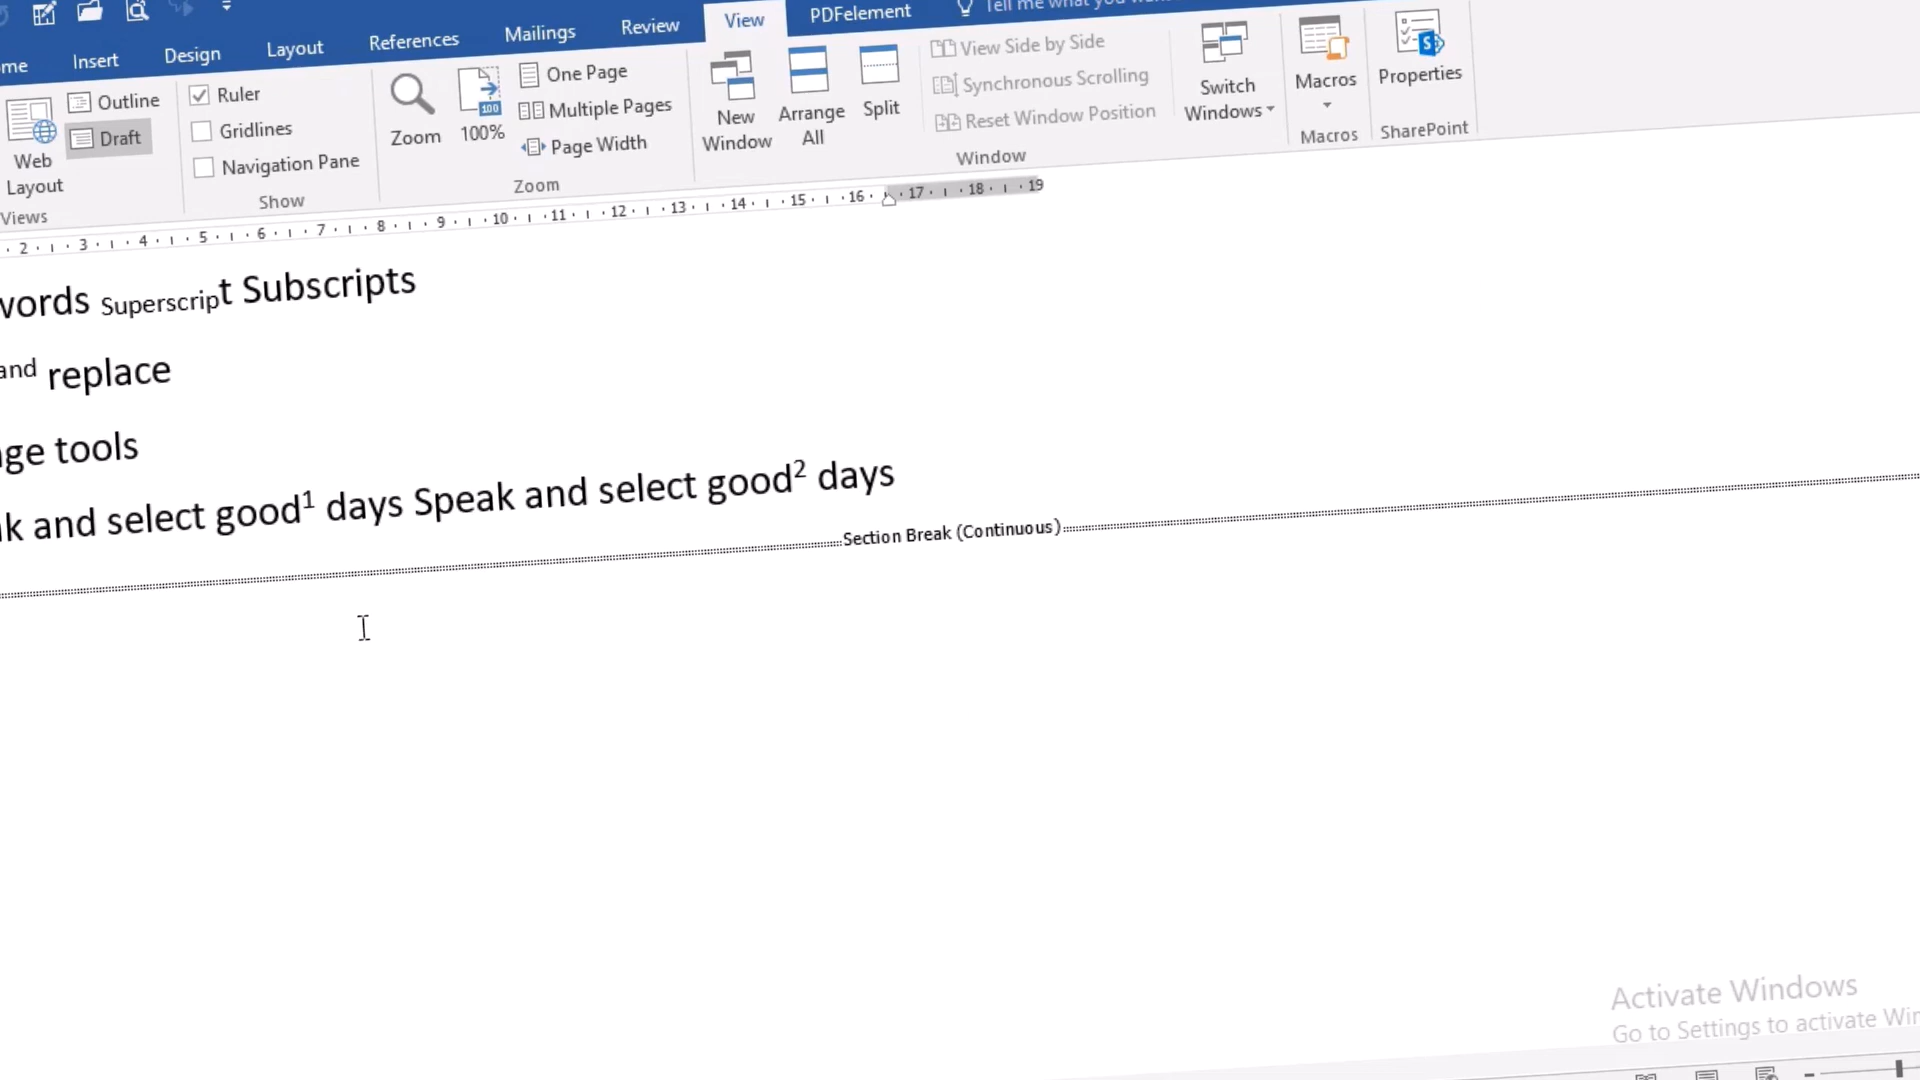 Tell me what you
Insert Design Layout References Mailings Review View PDFelement
Outline
Draft
Web
Layout
Views
Ruler
Gridlines
Navigation Pane
Show
Zoom
100%
One Page
Multiple Pages
Page Width
Zoom
New
Window
Arrange
All
Split
View Side by Side
Synchronous Scrolling
Reset Window Position
Window
Switch
Windows
Macros
Macros
Properties
SharePoint
2 3 4 5 6 7 8 9 10 11 12 13 14 15 16 17 18 19
words Superscript Subscripts
and replace
tools
and select good1 days Speak and select good2 days
Section Break (Continuous)
Activate Windows
Go to Settings to activate